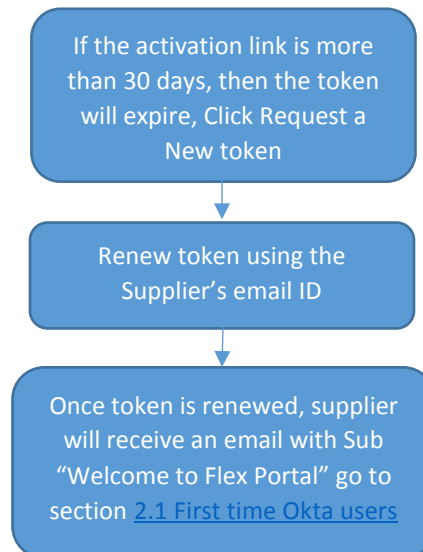 If the activation link is more
than 30 days, then the token
will expire, Click Request a
New token
Renew token using the
Supplier’s email ID
Once token is renewed, supplier
will receive an email with Sub
“Welcome to Flex Portal” go to
section 2.1 First time Okta users